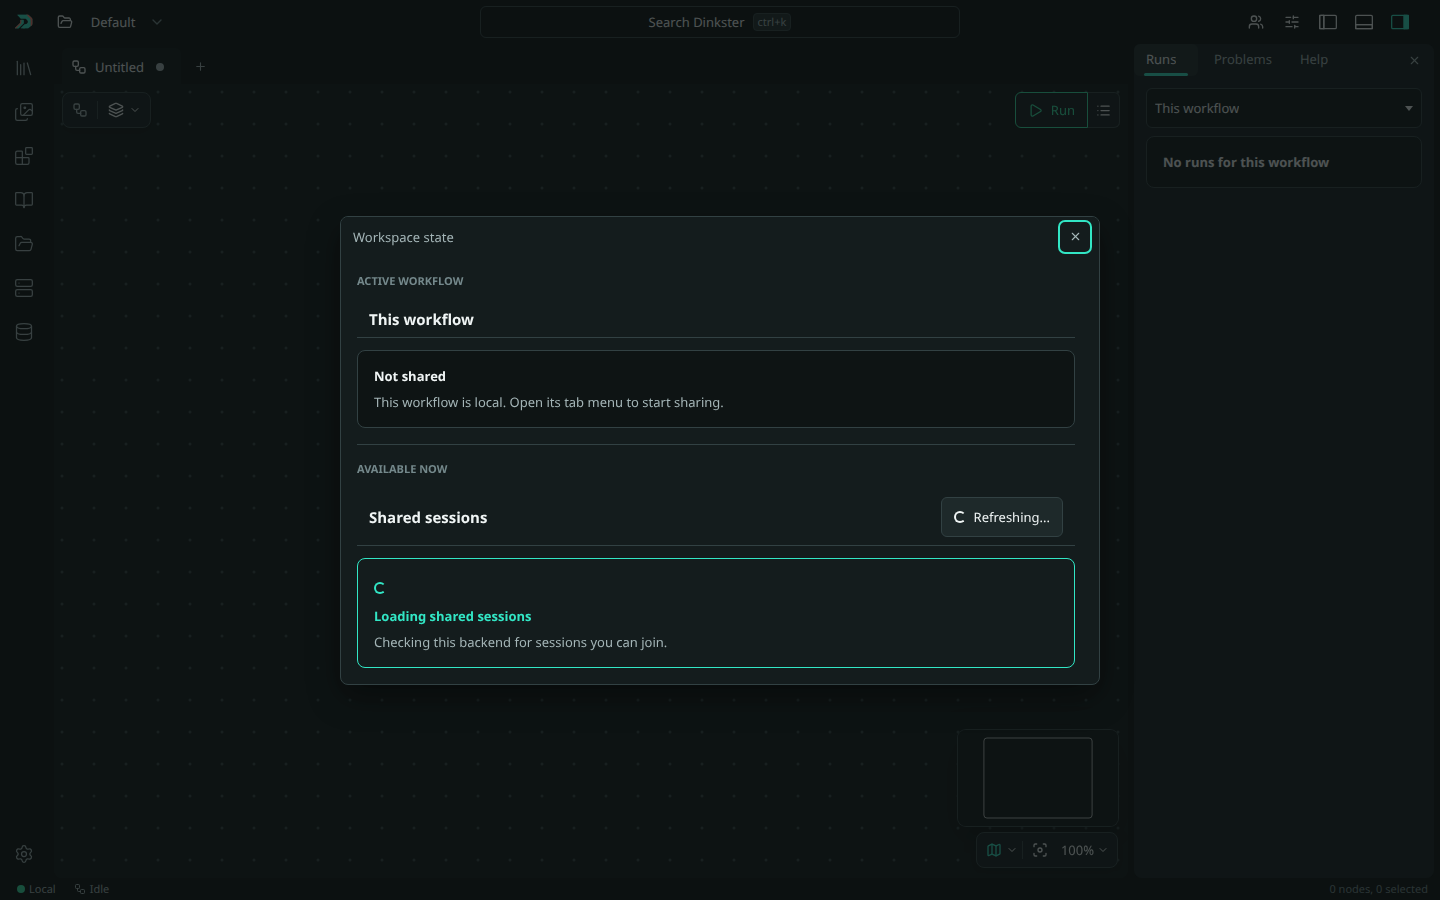 Default
Search Dinkster ctrl+k
Untitled
Runs Problems Help
Run
This workflow
No runs for this workflow
Workspace state
ACTIVE WORKFLOW
This workflow
Not shared
This workflow is local. Open its tab menu to start sharing.
AVAILABLE NOW
Shared sessions
Refreshing...
Loading shared sessions
Checking this backend for sessions you can join.
100%
Local Idle
0 nodes, 0 selected